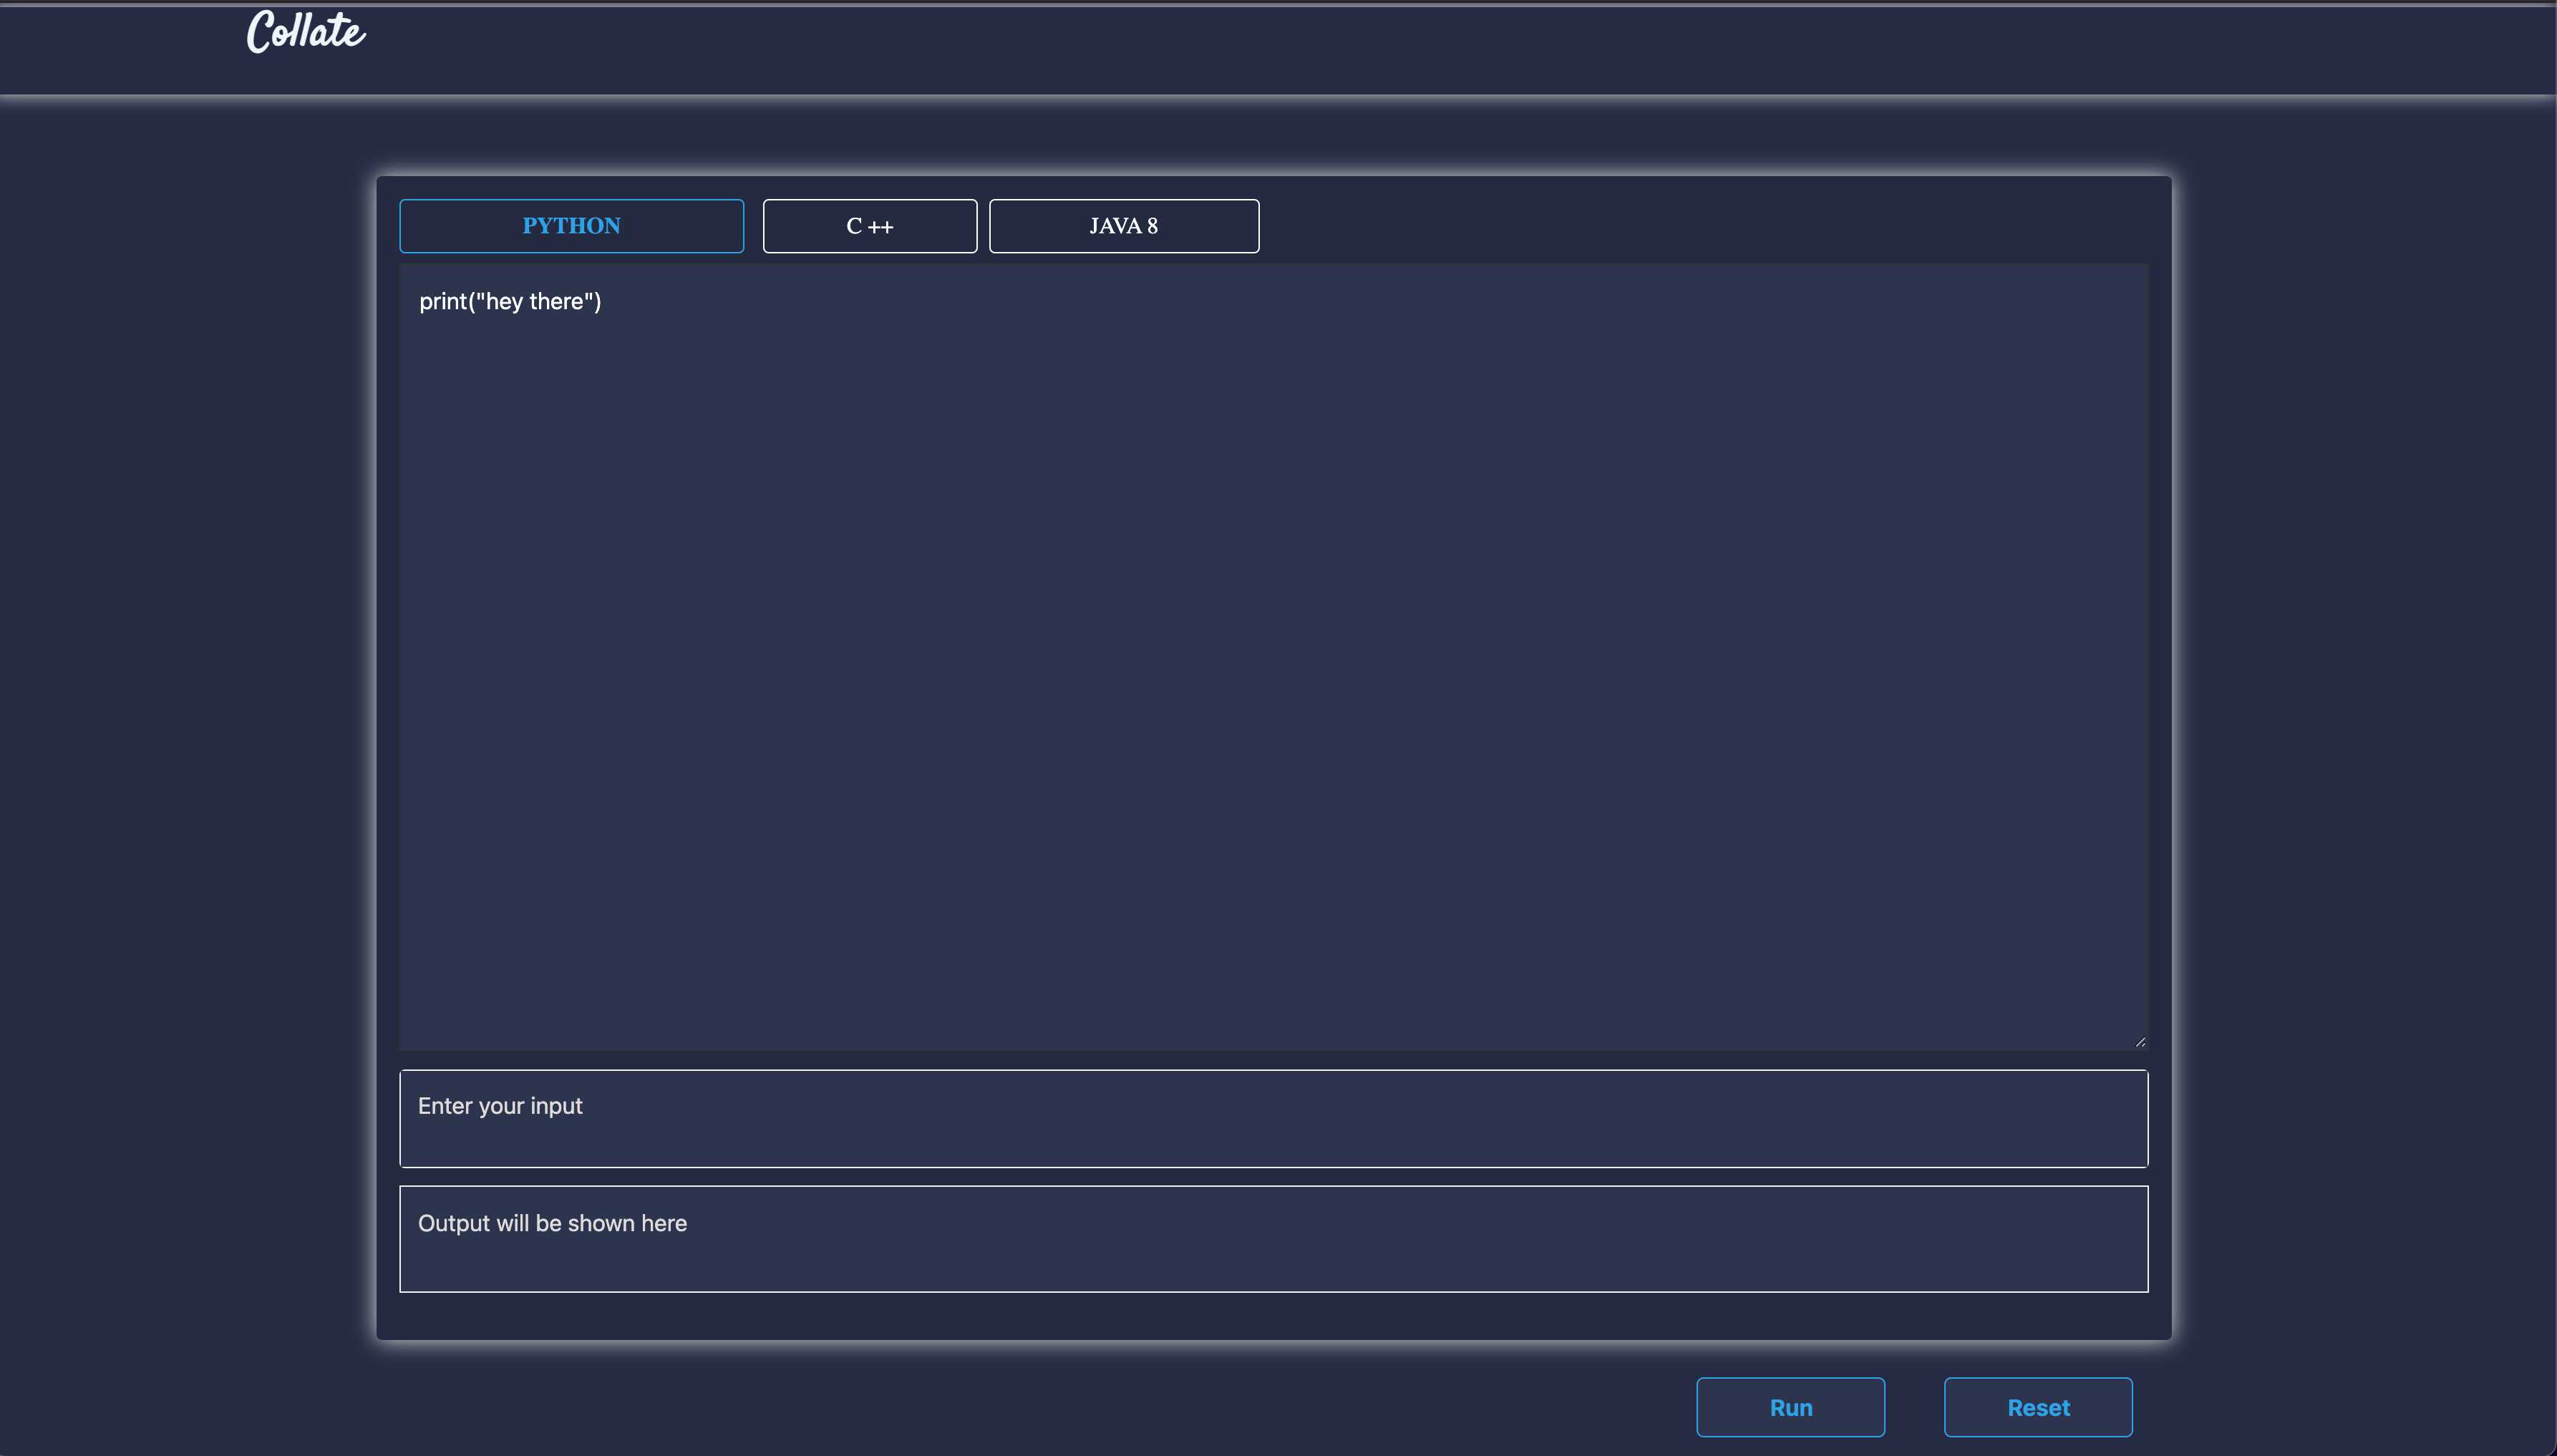 Collate
PYTHON C ++ JAVA 8
print("hey there")
Enter your input
Output will be shown here
Run Reset